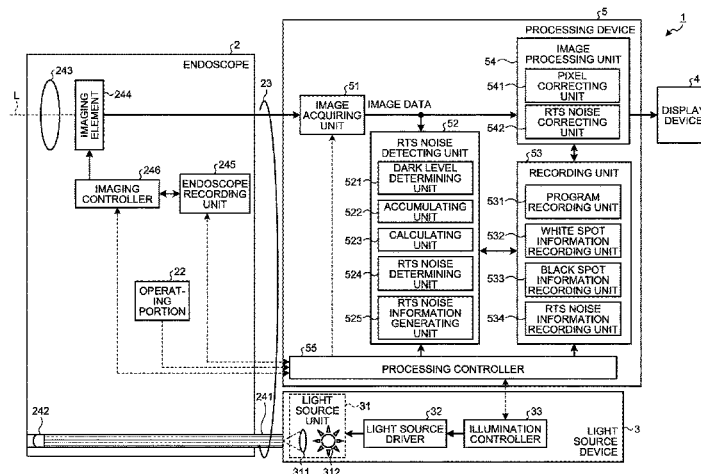 1
5
PROCESSING DEVICE
2
ENDOSCOPE
243
L
244
IMAGING
ELEMENT
23
51
IMAGE
ACQUIRING
UNIT
IMAGE DATA
54
IMAGE
PROCESSING UNIT
541
PIXEL
CORRECTING
UNIT
542
RTS NOISE
CORRECTING
UNIT
4
DISPLAY
DEVICE
246
IMAGING
CONTROLLER
245
ENDOSCOPE
RECORDING
UNIT
52
RTS NOISE
DETECTING UNIT
521
DARK LEVEL
DETERMINING
UNIT
522
ACCUMULATING
UNIT
523
CALCULATING
UNIT
524
RTS NOISE
DETERMINING
UNIT
525
RTS NOISE
INFORMATION
GENERATING
UNIT
53
RECORDING
UNIT
531
PROGRAM
RECORDING UNIT
532
WHITE SPOT
INFORMATION
RECORDING UNIT
533
BLACK SPOT
INFORMATION
RECORDING UNIT
534
RTS NOISE
INFORMATION
RECORDING UNIT
22
OPERAT-
ING
PORTION
55
PROCESSING CONTROLLER
242
241
LIGHT
SOURCE
UNIT
31
311
312
32
LIGHT SOURCE
DRIVER
33
ILLUMINATION
CONTROLLER
3
LIGHT
SOURCE
DEVICE